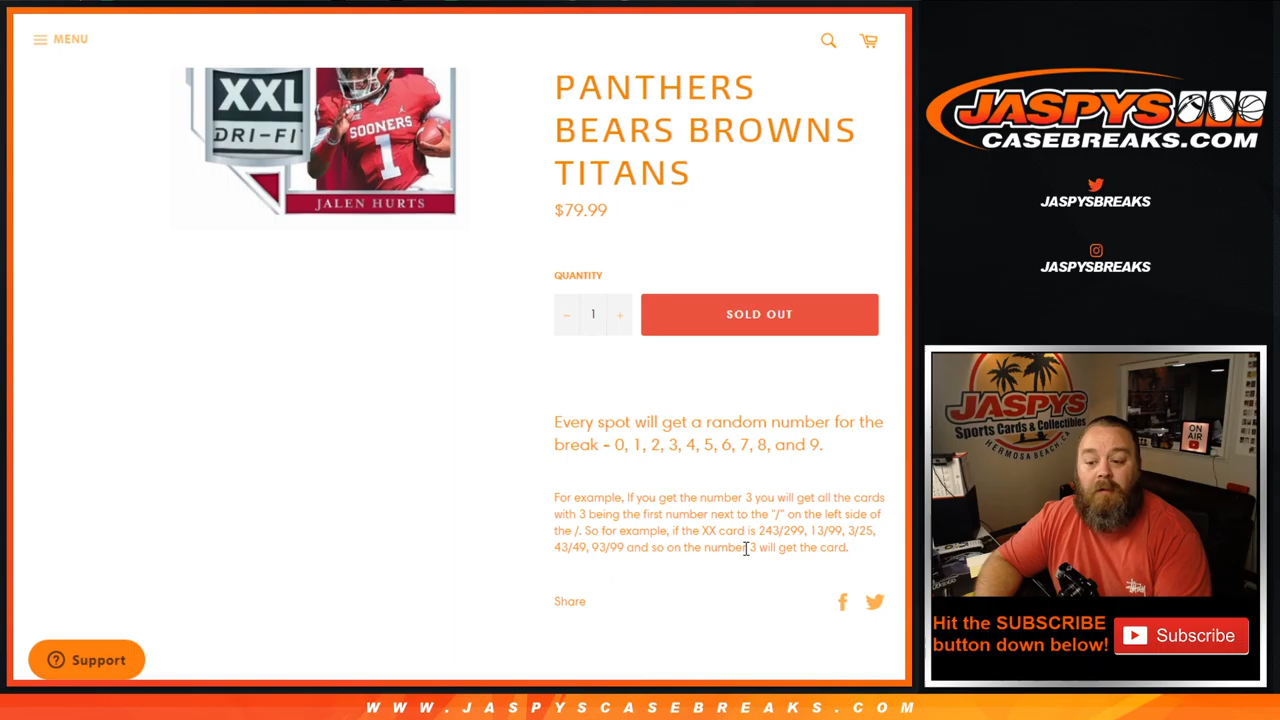 MENU
XXL
DRI-FIT
SOONERS
1
JALEN HURTS
PANTHERS
BEARS BROWNS
TITANS
$79.99
QUANTITY
− 1 +
SOLD OUT
Every spot will get a random number for the
break - 0, 1, 2, 3, 4, 5, 6, 7, 8, and 9.
For example, If you get the number 3 you will get all the cards
with 3 being the first number next to the "/" on the left side of
the /. So for example, if the XX card is 243/299, 13/99, 3/25,
43/49, 93/99 and so on the number 3 will get the card.
Share
Support
JASPYS
CASEBREAKS.COM
JASPYSBREAKS
JASPYSBREAKS
JASPYS
Sports Cards & Collectibles
HERMOSA BEACH, CA
ON
AIR
Hit the SUBSCRIBE
button down below!
Subscribe
WWW.JASPYSCASEBREAKS.COM